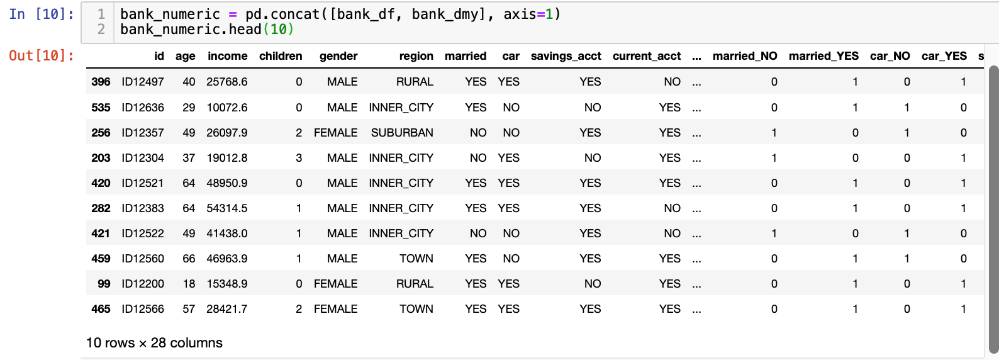 In [10]: 1 bank_numeric = pd.concat([bank_df, bank_dmy], axis=1)
2 bank_numeric.head(10)
Out[10]: id age income children gender region married car savings_acct current_acct ... married_NO married_YES car_NO car_YES s
396 ID12497 40 25768.6 0 MALE RURAL YES YES YES NO ... 0 1 0 1
535 ID12636 29 10072.6 0 MALE INNER_CITY YES NO NO YES ... 0 1 1 0
256 ID12357 49 26097.9 2 FEMALE SUBURBAN NO NO YES YES ... 1 0 1 0
203 ID12304 37 19012.8 3 MALE INNER_CITY NO YES NO YES ... 1 0 0 1
420 ID12521 64 48950.9 0 MALE INNER_CITY YES YES YES YES ... 0 1 0 1
282 ID12383 64 54314.5 1 MALE INNER_CITY YES YES YES NO ... 0 1 0 1
421 ID12522 49 41438.0 1 MALE INNER_CITY NO NO YES NO ... 1 0 1 0
459 ID12560 66 46963.9 1 MALE TOWN YES NO YES YES ... 0 1 1 0
99 ID12200 18 15348.9 0 FEMALE RURAL YES YES NO YES ... 0 1 0 1
465 ID12566 57 28421.7 2 FEMALE TOWN YES YES YES YES ... 0 1 0 1
10 rows × 28 columns